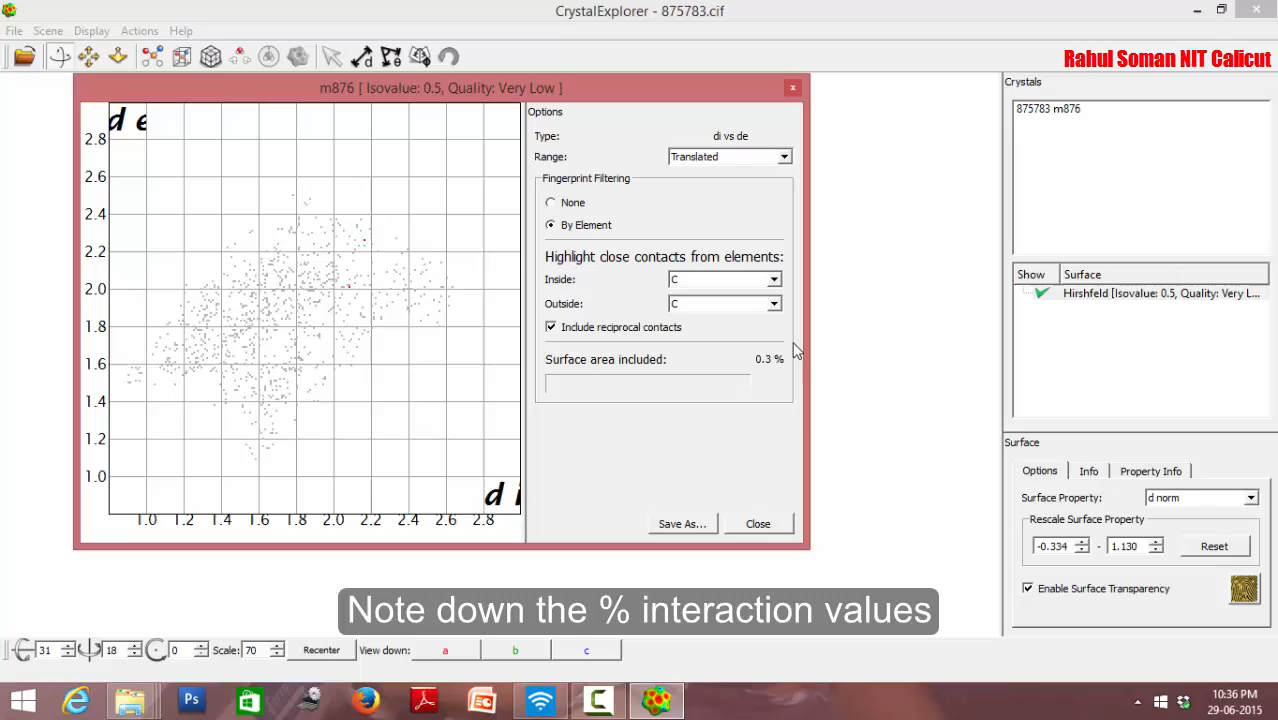 CrystalExplorer - 875783.cif
File Scene Display Actions Help
Rahul Soman NIT Calicut
m876 [ Isovalue: 0.5, Quality: Very Low ]
d e
2.8
2.6
2.4
2.2
2.0
1.8
1.6
1.4
1.2
1.0
d i
1.0 1.2 1.4 1.6 1.8 2.0 2.2 2.4 2.6 2.8
Options
Type: di vs de
Range: Translated
Fingerprint Filtering
None
By Element
Highlight close contacts from elements:
Inside: C
Outside: C
Include reciprocal contacts
Surface area included: 0.3 %
Save As... Close
Crystals
875783 m876
Show Surface
Hirshfeld [Isovalue: 0.5, Quality: Very L...
Surface
Options Info Property Info
Surface Property: d norm
Rescale Surface Property
-0.334 - 1.130 Reset
Enable Surface Transparency
Note down the % interaction values
31 18 0 Scale: 70 Recenter View down: a b c
Ps
10:36 PM
29-06-2015